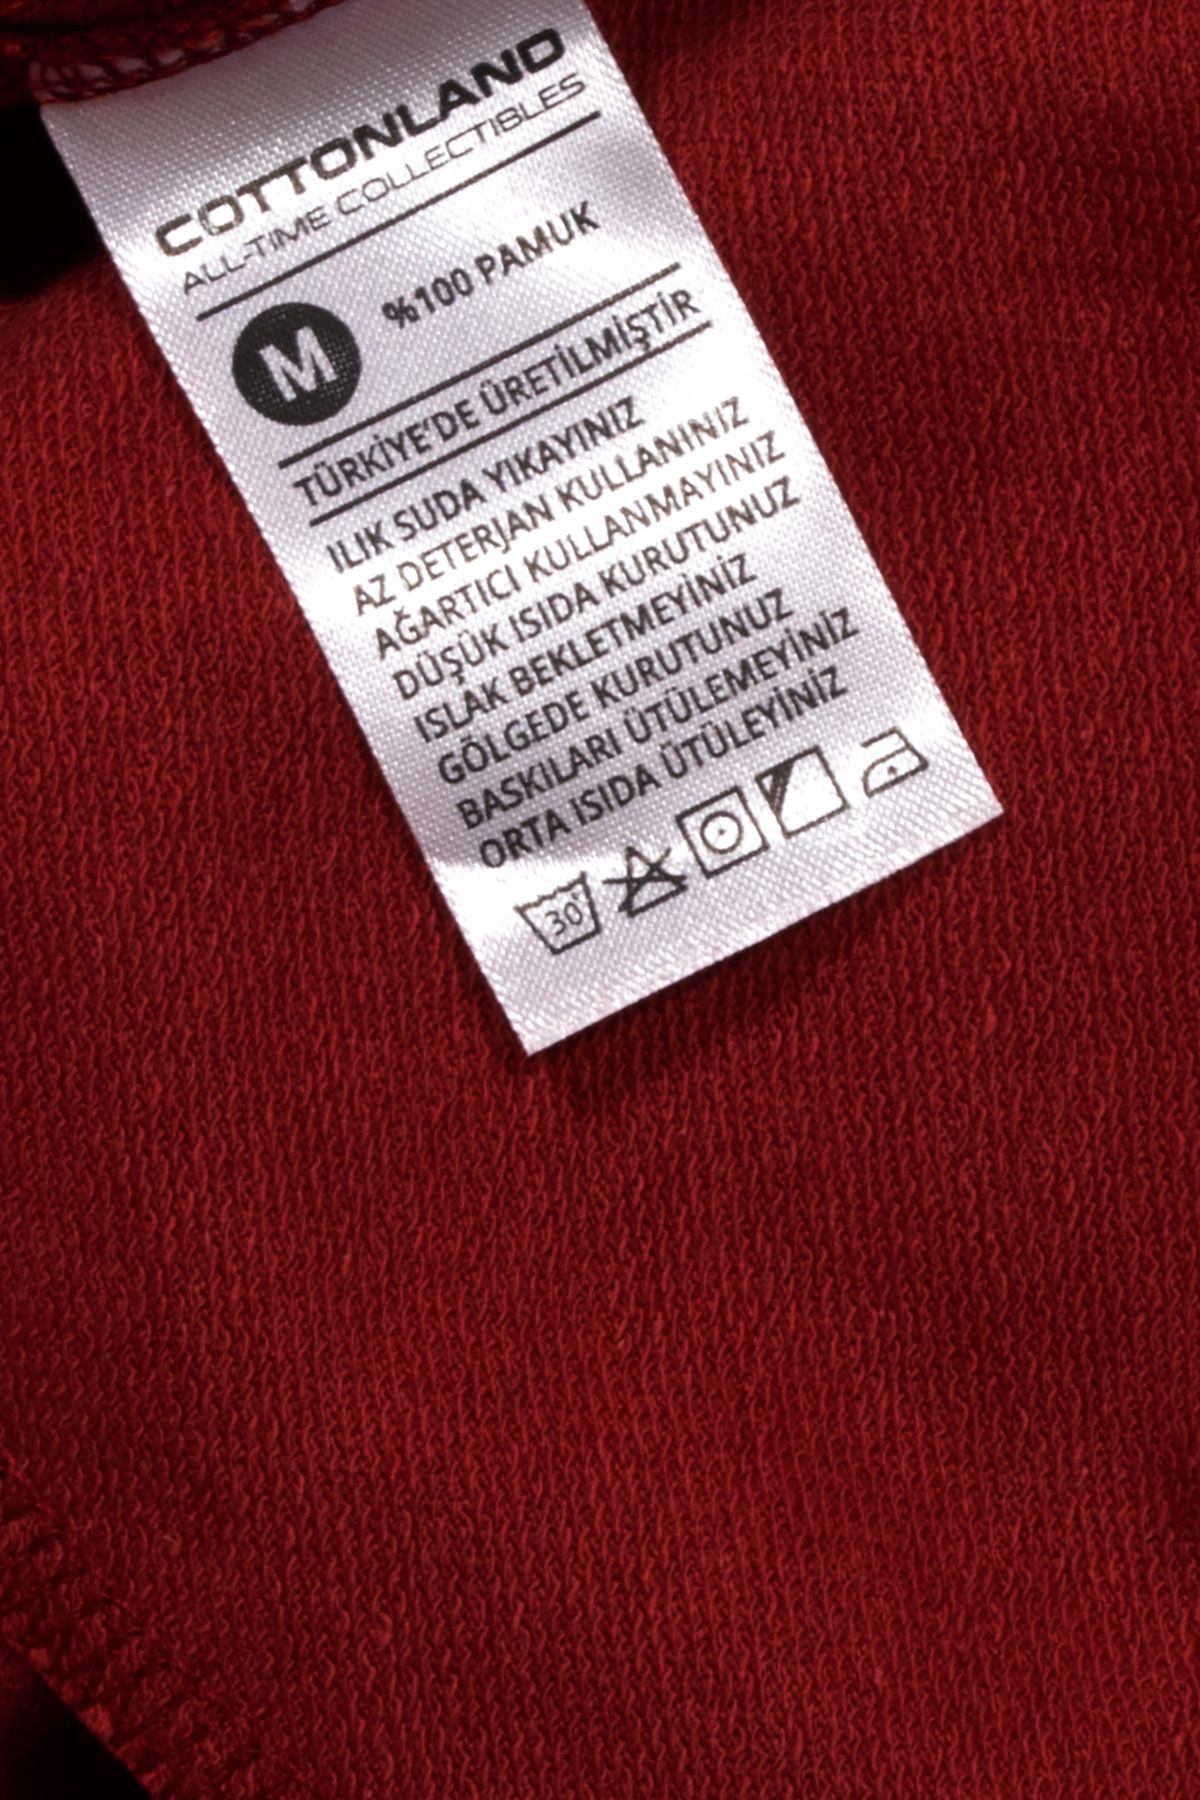 COTTONLAND
ALL-TIME COLLECTIBLES
M
%100 PAMUK
TÜRKİYE'DE ÜRETİLMİŞTİR
ILIK SUDA YIKAYINIZ
AZ DETERJAN KULLANINIZ
AĞARTICI KULLANMAYINIZ
DÜŞÜK ISIDA KURUTUNUZ
ISLAK BEKLETMEYİNİZ
GÖLGEDE KURUTUNUZ
BASKILARI ÜTÜLEMEYİNİZ
ORTA ISIDA ÜTÜLEYİNİZ
30°